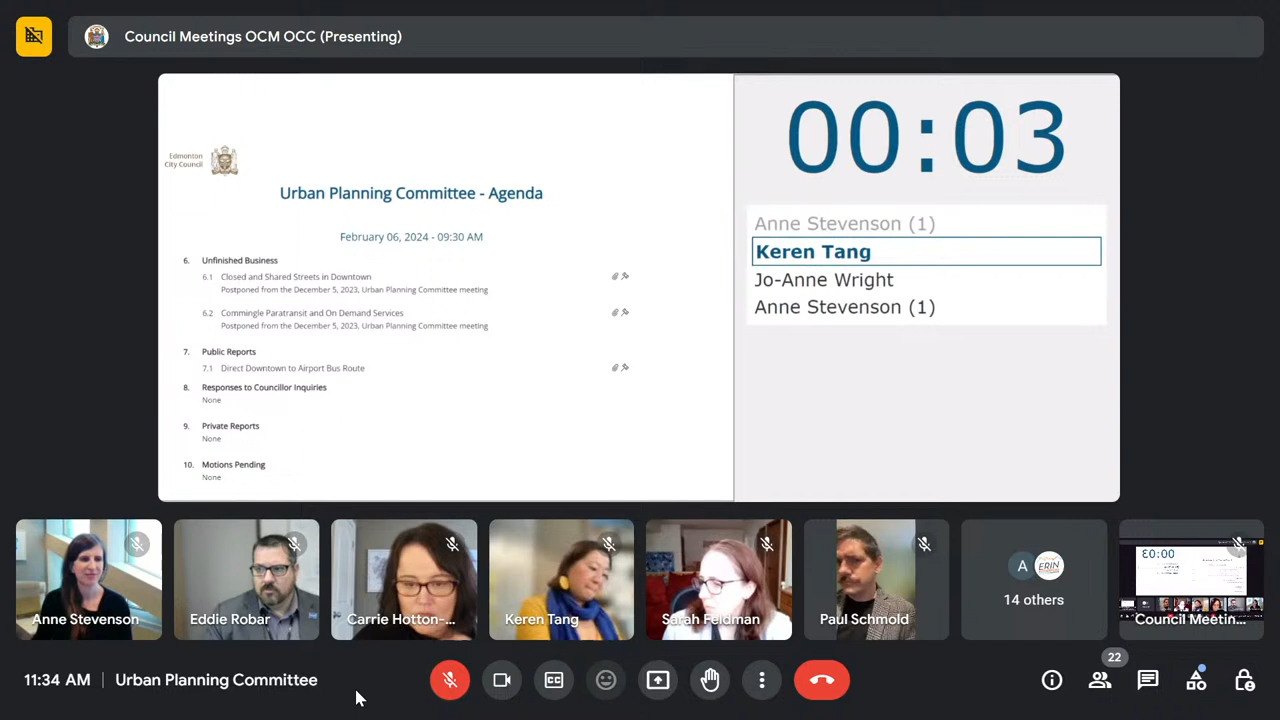 Council Meetings OCM OCC (Presenting)
Edmonton
City Council
Urban Planning Committee - Agenda
February 06, 2024 - 09:30 AM
6. Unfinished Business
6.1 Closed and Shared Streets in Downtown
Postponed from the December 5, 2023, Urban Planning Committee meeting
6.2 Commingle Paratransit and On Demand Services
Postponed from the December 5, 2023, Urban Planning Committee meeting
7. Public Reports
7.1 Direct Downtown to Airport Bus Route
8. Responses to Councillor Inquiries
None
9. Private Reports
None
10. Motions Pending
None
00:03
Anne Stevenson (1)
Keren Tang
Jo-Anne Wright
Anne Stevenson (1)
Anne Stevenson
Eddie Robar
Carrie Hotton-...
Keren Tang
Sarah Feldman
Paul Schmold
A ERIN
14 others
Council Meetin...
11:34 AM | Urban Planning Committee
22